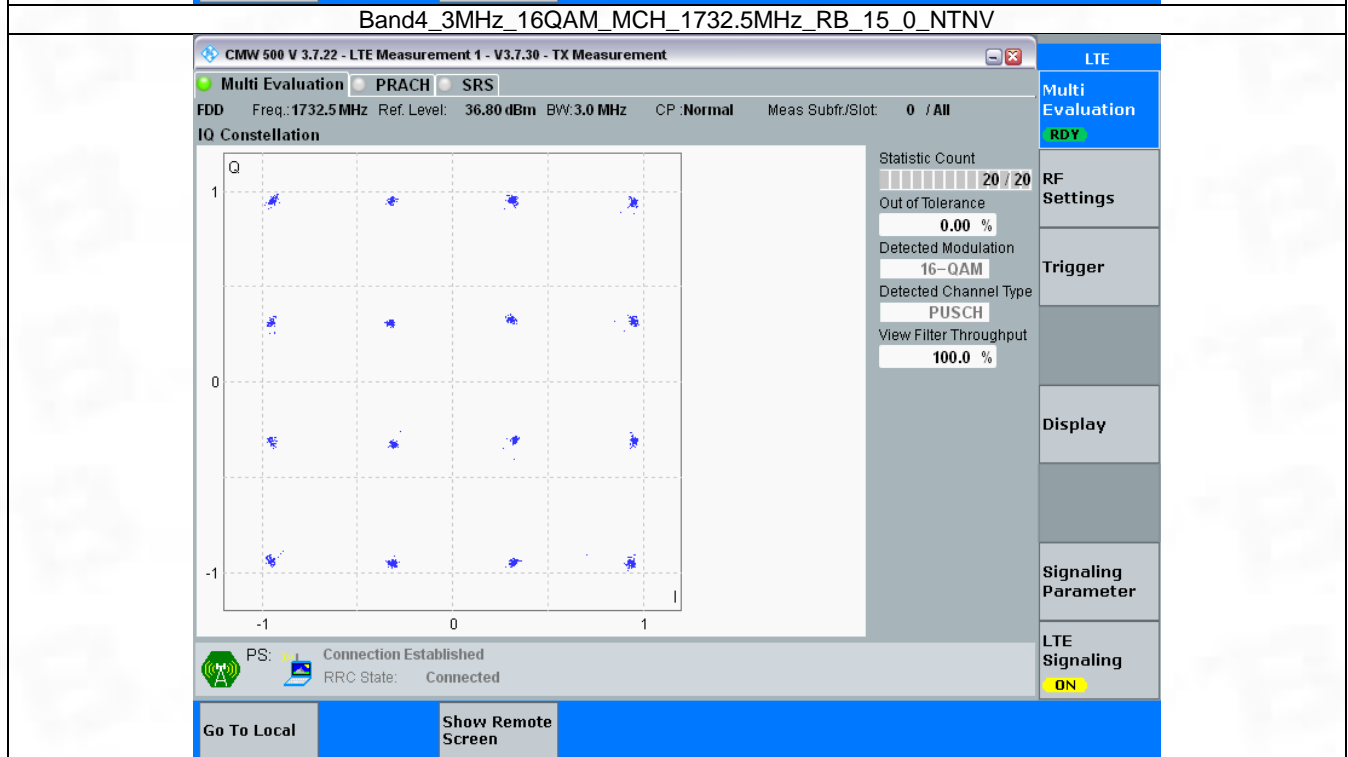 Band4_3MHz_16QAM_MCH_1732.5MHz_RB_15_0_NTNV
CMW 500 V 3.7.22 - LTE Measurement 1 - V3.7.30 - TX Measurement
LTE
Multi Evaluation PRACH SRS
Multi
Evaluation
RDY
FDD Freq.:1732.5 MHz Ref. Level: 36.80 dBm BW:3.0 MHz CP :Normal Meas Subfr./Slot: 0 / All
IQ Constellation
Q
1
0
-1
-1 0 1
I
Statistic Count
20 / 20
Out of Tolerance
0.00 %
Detected Modulation
16-QAM
Detected Channel Type
PUSCH
View Filter Throughput
100.0 %
RF
Settings
Trigger
Display
Signaling
Parameter
LTE
Signaling
ON
PS: Connection Established
RRC State: Connected
Go To Local
Show Remote
Screen